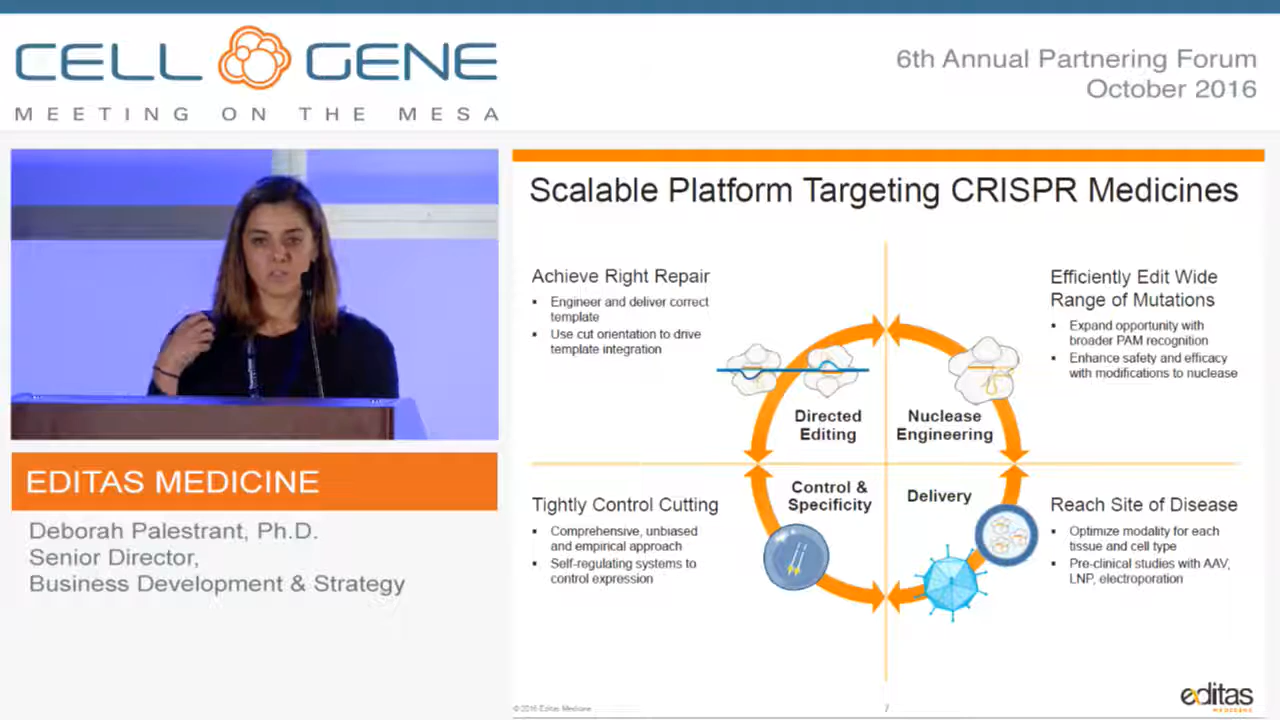 CELL GENE
MEETING ON THE MESA
6th Annual Partnering Forum
October 2016
EDITAS MEDICINE
Deborah Palestrant, Ph.D.
Senior Director,
Business Development & Strategy
Scalable Platform Targeting CRISPR Medicines
Achieve Right Repair
▪ Engineer and deliver correct
template
▪ Use cut orientation to drive
template integration
Efficiently Edit Wide
Range of Mutations
▪ Expand opportunity with
broader PAM recognition
▪ Enhance safety and efficacy
with modifications to nuclease
Directed
Editing
Nuclease
Engineering
Control &
Specificity
Delivery
Tightly Control Cutting
▪ Comprehensive, unbiased
and empirical approach
▪ Self-regulating systems to
control expression
Reach Site of Disease
▪ Optimize modality for each
tissue and cell type
▪ Pre-clinical studies with AAV,
LNP, electroporation
© 2016 Editas Medicine
7
editas
MEDICINE